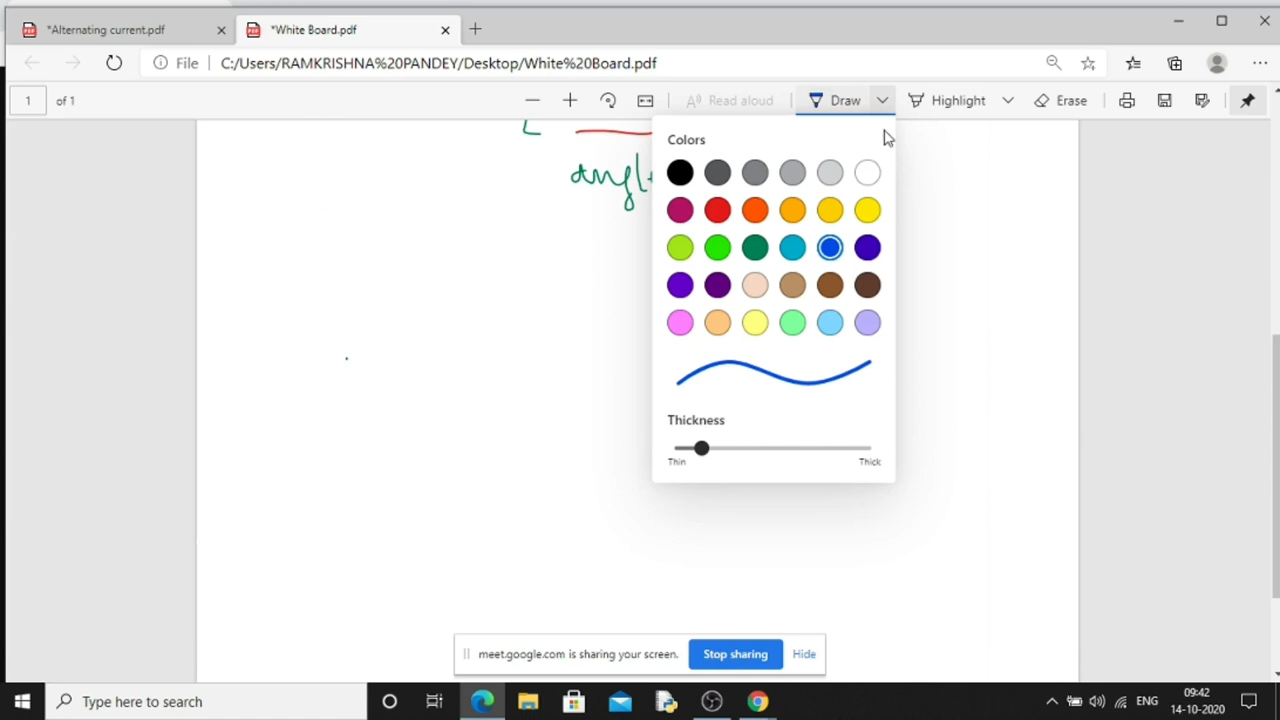 *Alternating current.pdf
*White Board.pdf
File
C:/Users/RAMKRISHNA%20PANDEY/Desktop/White%20Board.pdf
1 of 1
Read aloud
Draw
Highlight
Erase
Colors
Thickness
Thin Thick
meet.google.com is sharing your screen. Stop sharing Hide
Type here to search
ENG
09:42
14-10-2020